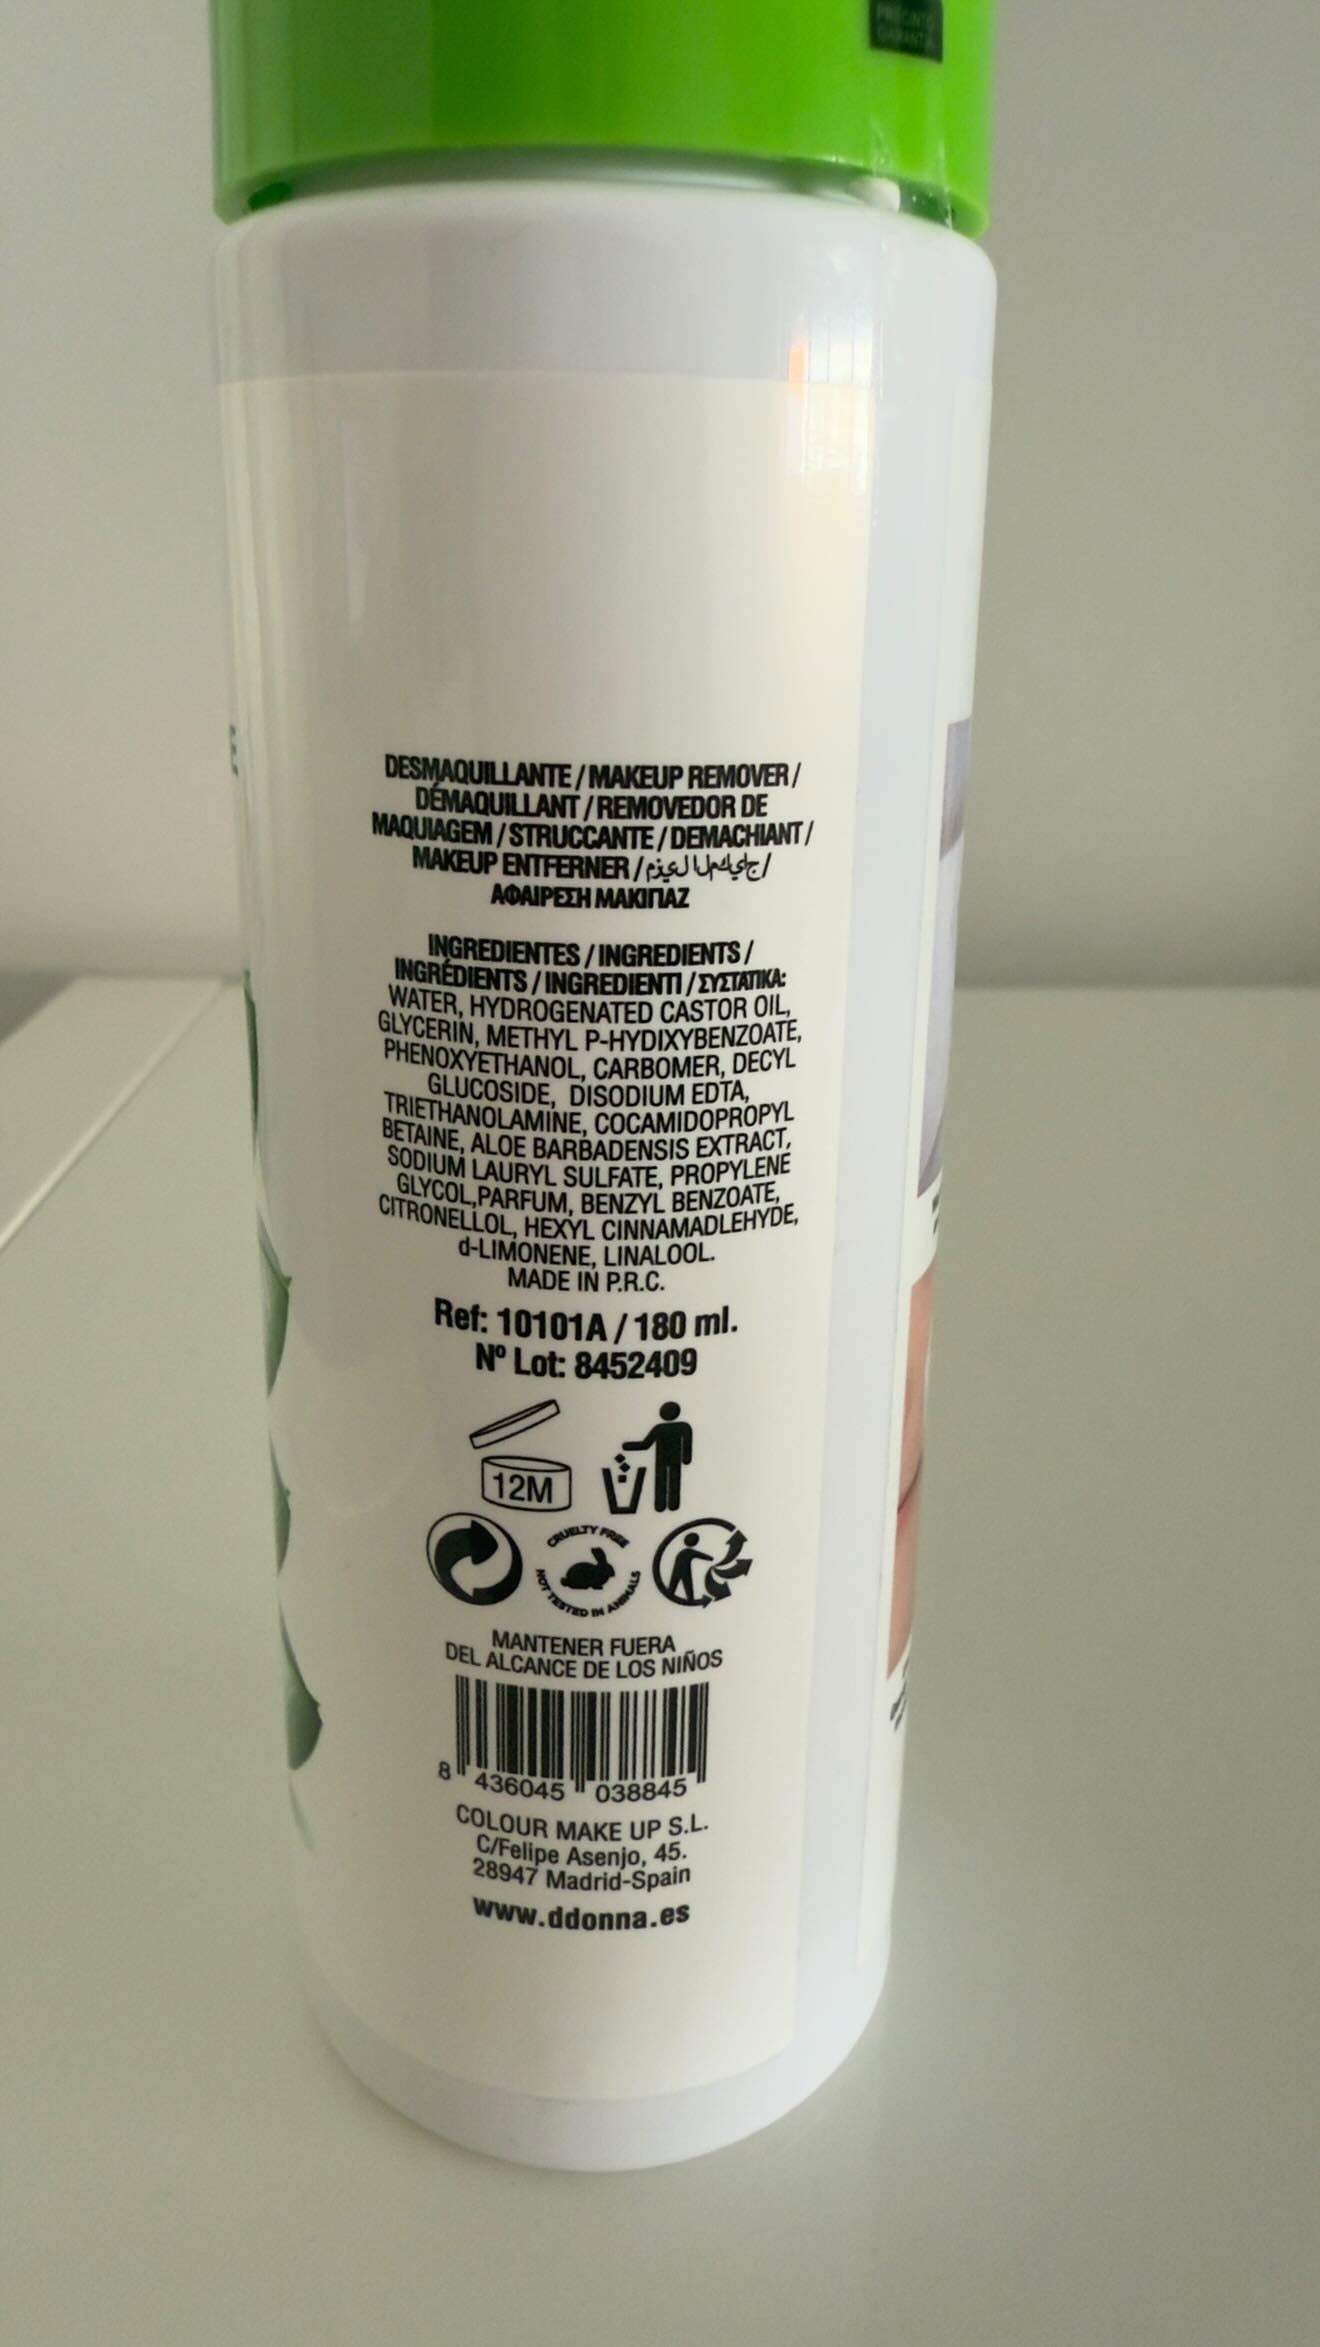 PRECINTO
GARANTIA
E
DESMAQUILLANTE / MAKEUP REMOVER /
DÉMAQUILLANT / REMOVEDOR DE
MAQUIAGEM / STRUCCANTE / DEMACHIANT /
MAKEUP ENTFERNER / مزيل المكياج /
ΑΦΑΙΡΕΣΗ ΜΑΚΙΓΙΑΖ
INGREDIENTES / INGREDIENTS /
INGRÉDIENTS / INGREDIENTI / ΣΥΣΤΑΤΙΚΑ:
WATER, HYDROGENATED CASTOR OIL,
GLYCERIN, METHYL P-HYDIXYBENZOATE,
PHENOXYETHANOL, CARBOMER, DECYL
GLUCOSIDE, DISODIUM EDTA,
TRIETHANOLAMINE, COCAMIDOPROPYL
BETAINE, ALOE BARBADENSIS EXTRACT,
SODIUM LAURYL SULFATE, PROPYLENE
GLYCOL,PARFUM, BENZYL BENZOATE,
CITRONELLOL, HEXYL CINNAMADLEHYDE,
d-LIMONENE, LINALOOL.
MADE IN P.R.C.
Ref: 10101A / 180 ml.
Nº Lot: 8452409
12M
CRUELTY FREE
NOT TESTED IN ANIMALS
MANTENER FUERA
DEL ALCANCE DE LOS NIÑOS
8 436045 038845
COLOUR MAKE UP S.L.
C/Felipe Asenjo, 45.
28947 Madrid-Spain
www.ddonna.es